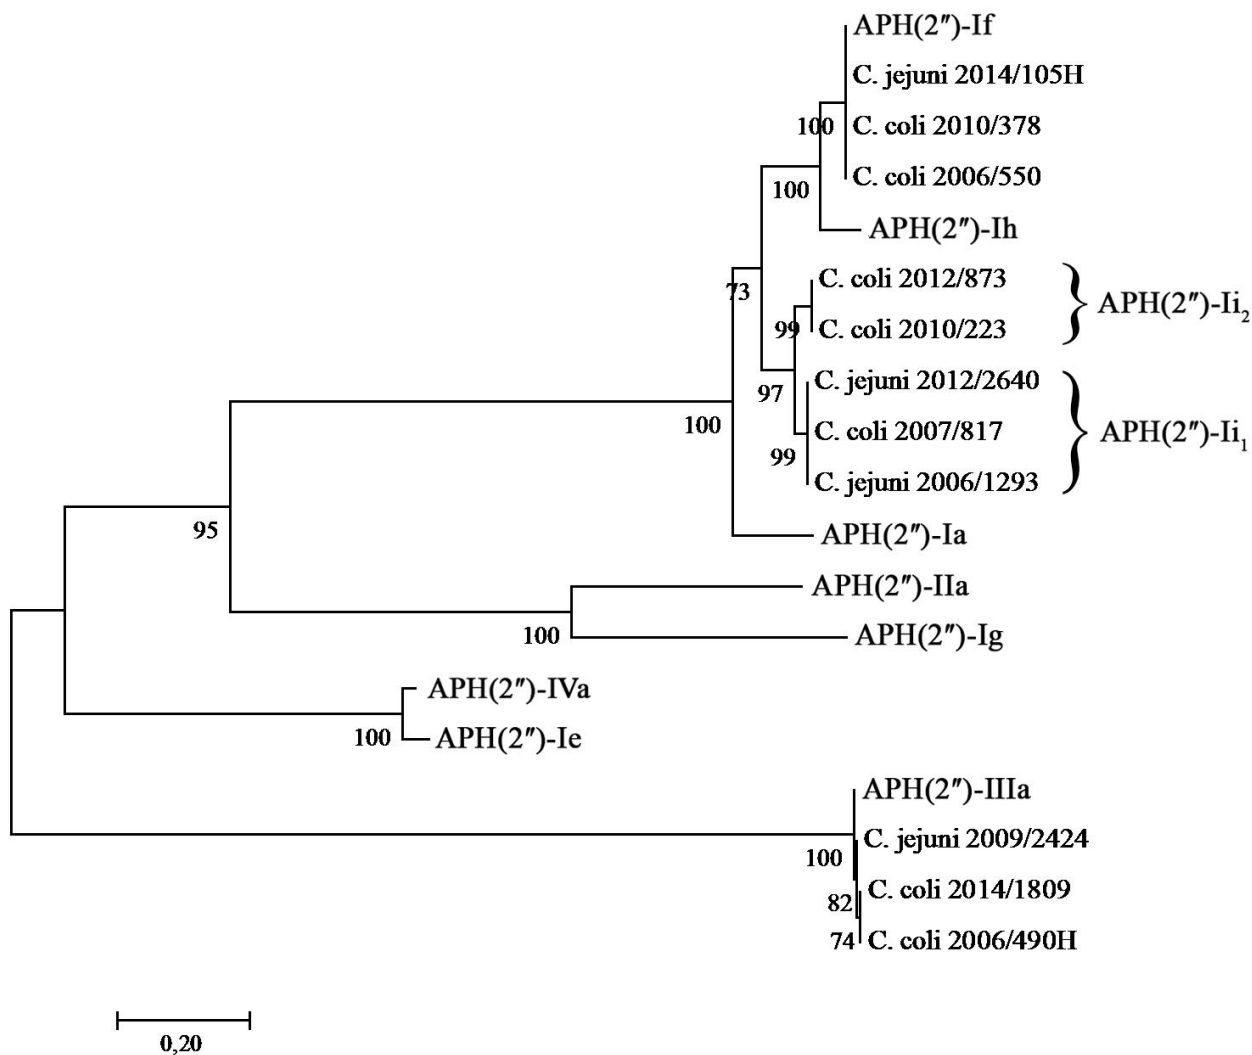 APH(2″)-If
C. jejuni 2014/105H
100
C. coli 2010/378
C. coli 2006/550
100
APH(2″)-Ih
C. coli 2012/873
73
APH(2″)-Ii2
99
C. coli 2010/223
C. jejuni 2012/2640
97
100
C. coli 2007/817
APH(2″)-Ii1
99
C. jejuni 2006/1293
95
APH(2″)-Ia
APH(2″)-IIa
100
APH(2″)-Ig
APH(2″)-IVa
100
APH(2″)-Ie
APH(2″)-IIIa
C. jejuni 2009/2424
100
C. coli 2014/1809
82
74
C. coli 2006/490H
0,20